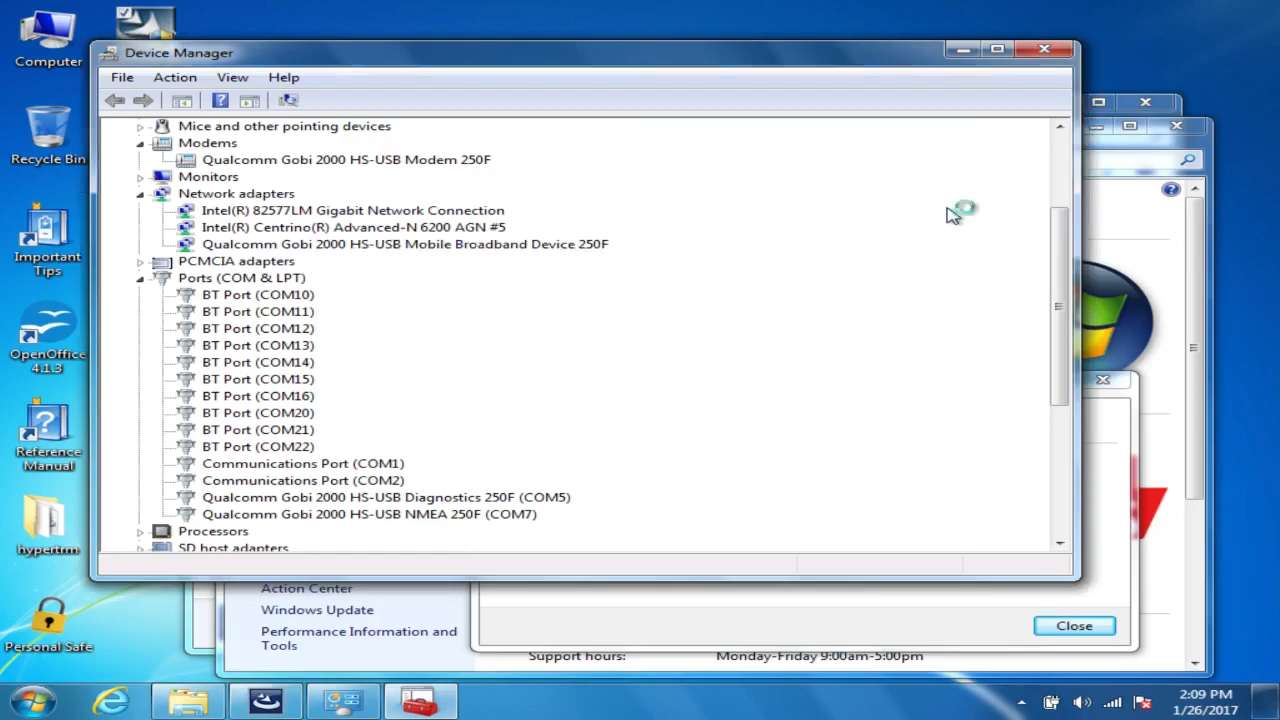 Computer
Recycle Bin
Important
Tips
OpenOffice
4.1.3
Reference
Manual
hypertrm
Personal Safe
Device Manager
File Action View Help
Mice and other pointing devices
Modems
Qualcomm Gobi 2000 HS-USB Modem 250F
Monitors
Network adapters
Intel(R) 82577LM Gigabit Network Connection
Intel(R) Centrino(R) Advanced-N 6200 AGN #5
Qualcomm Gobi 2000 HS-USB Mobile Broadband Device 250F
PCMCIA adapters
Ports (COM & LPT)
BT Port (COM10)
BT Port (COM11)
BT Port (COM12)
BT Port (COM13)
BT Port (COM14)
BT Port (COM15)
BT Port (COM16)
BT Port (COM20)
BT Port (COM21)
BT Port (COM22)
Communications Port (COM1)
Communications Port (COM2)
Qualcomm Gobi 2000 HS-USB Diagnostics 250F (COM5)
Qualcomm Gobi 2000 HS-USB NMEA 250F (COM7)
Processors
SD host adapters
Action Center
Windows Update
Performance Information and
Tools
Close
Support hours: Monday-Friday 9:00am-5:00pm
2:09 PM
1/26/2017